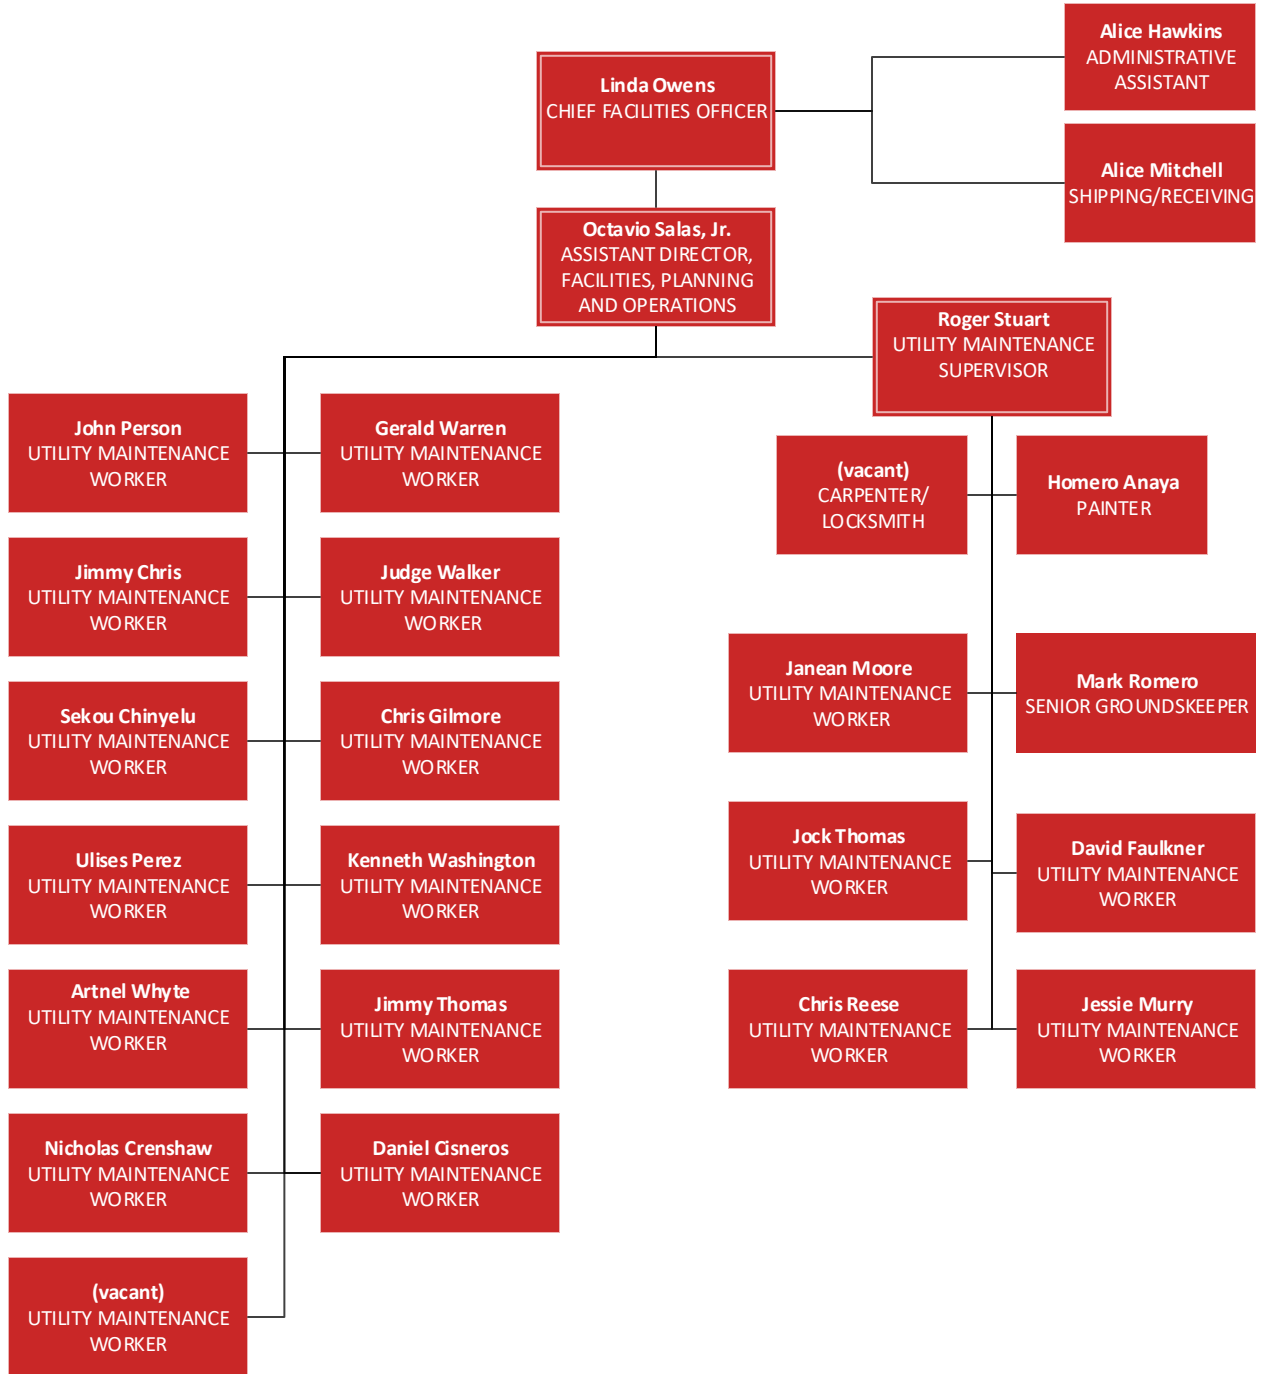 Alice Hawkins
ADMINISTRATIVE
ASSISTANT
Linda Owens
CHIEF FACILITIES OFFICER
Alice Mitchell
SHIPPING/RECEIVING
Octavio Salas, Jr.
ASSISTANT DIRECTOR,
FACILITIES, PLANNING
AND OPERATIONS
Roger Stuart
UTILITY MAINTENANCE
SUPERVISOR
John Person
UTILITY MAINTENANCE
WORKER
Gerald Warren
UTILITY MAINTENANCE
WORKER
Jimmy Chris
UTILITY MAINTENANCE
WORKER
Judge Walker
UTILITY MAINTENANCE
WORKER
Sekou Chinyelu
UTILITY MAINTENANCE
WORKER
Chris Gilmore
UTILITY MAINTENANCE
WORKER
Ulises Perez
UTILITY MAINTENANCE
WORKER
Kenneth Washington
UTILITY MAINTENANCE
WORKER
Artnel Whyte
UTILITY MAINTENANCE
WORKER
Jimmy Thomas
UTILITY MAINTENANCE
WORKER
Nicholas Crenshaw
UTILITY MAINTENANCE
WORKER
Daniel Cisneros
UTILITY MAINTENANCE
WORKER
(vacant)
UTILITY MAINTENANCE
WORKER
(vacant)
CARPENTER/
LOCKSMITH
Homero Anaya
PAINTER
Janean Moore
UTILITY MAINTENANCE
WORKER
Mark Romero
SENIOR GROUNDSKEEPER
Jock Thomas
UTILITY MAINTENANCE
WORKER
David Faulkner
UTILITY MAINTENANCE
WORKER
Chris Reese
UTILITY MAINTENANCE
WORKER
Jessie Murry
UTILITY MAINTENANCE
WORKER